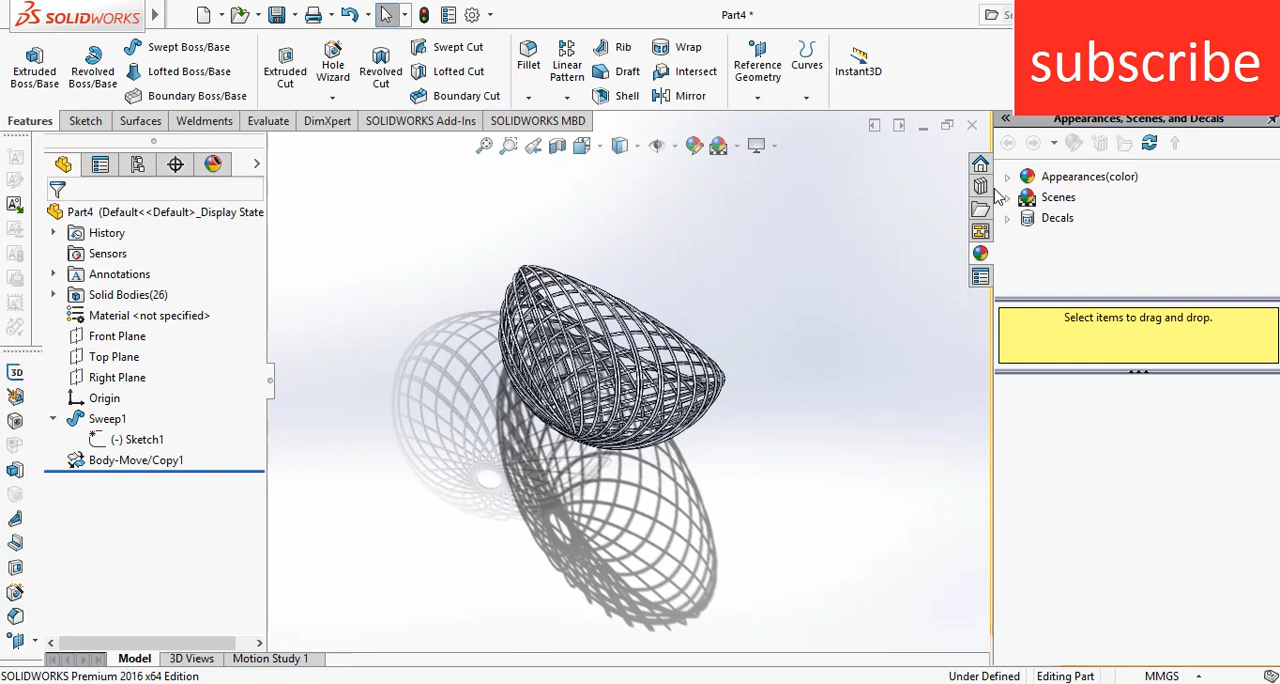 SOLIDWORKS
Part4 *
subscribe
Extruded Boss/Base
Revolved Boss/Base
Swept Boss/Base
Lofted Boss/Base
Boundary Boss/Base
Extruded Cut
Hole Wizard
Revolved Cut
Swept Cut
Lofted Cut
Boundary Cut
Fillet
Linear Pattern
Rib
Draft
Shell
Wrap
Intersect
Mirror
Reference Geometry
Curves
Instant3D
Features
Sketch
Surfaces
Weldments
Evaluate
DimXpert
SOLIDWORKS Add-Ins
SOLIDWORKS MBD
Appearances, Scenes, and Decals
Appearances(color)
Scenes
Decals
Select items to drag and drop.
Part4 (Default<<Default>_Display State
History
Sensors
Annotations
Solid Bodies(26)
Material <not specified>
Front Plane
Top Plane
Right Plane
Origin
Sweep1
(-) Sketch1
Body-Move/Copy1
3D
Model
3D Views
Motion Study 1
SOLIDWORKS Premium 2016 x64 Edition
Under Defined
Editing Part
MMGS